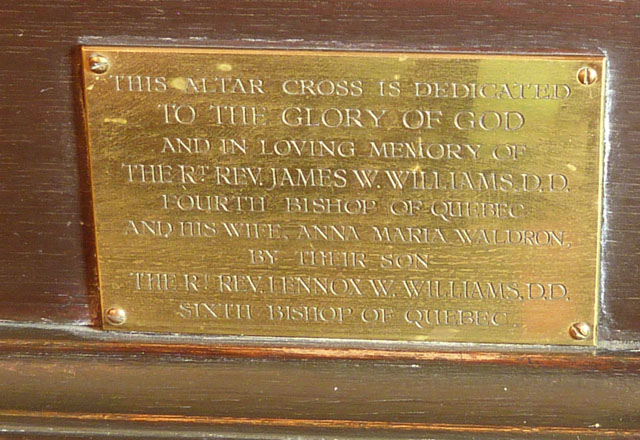 THIS ALTAR CROSS IS DEDICATED
TO THE GLORY OF GOD
AND IN LOVING MEMORY OF
THE RT REV. JAMES W. WILLIAMS, D.D.
FOURTH BISHOP OF QUEBEC
AND HIS WIFE, ANNA MARIA WALDRON,
BY THEIR SON
THE RT REV. LENNOX W. WILLIAMS, D.D.
SIXTH BISHOP OF QUEBEC